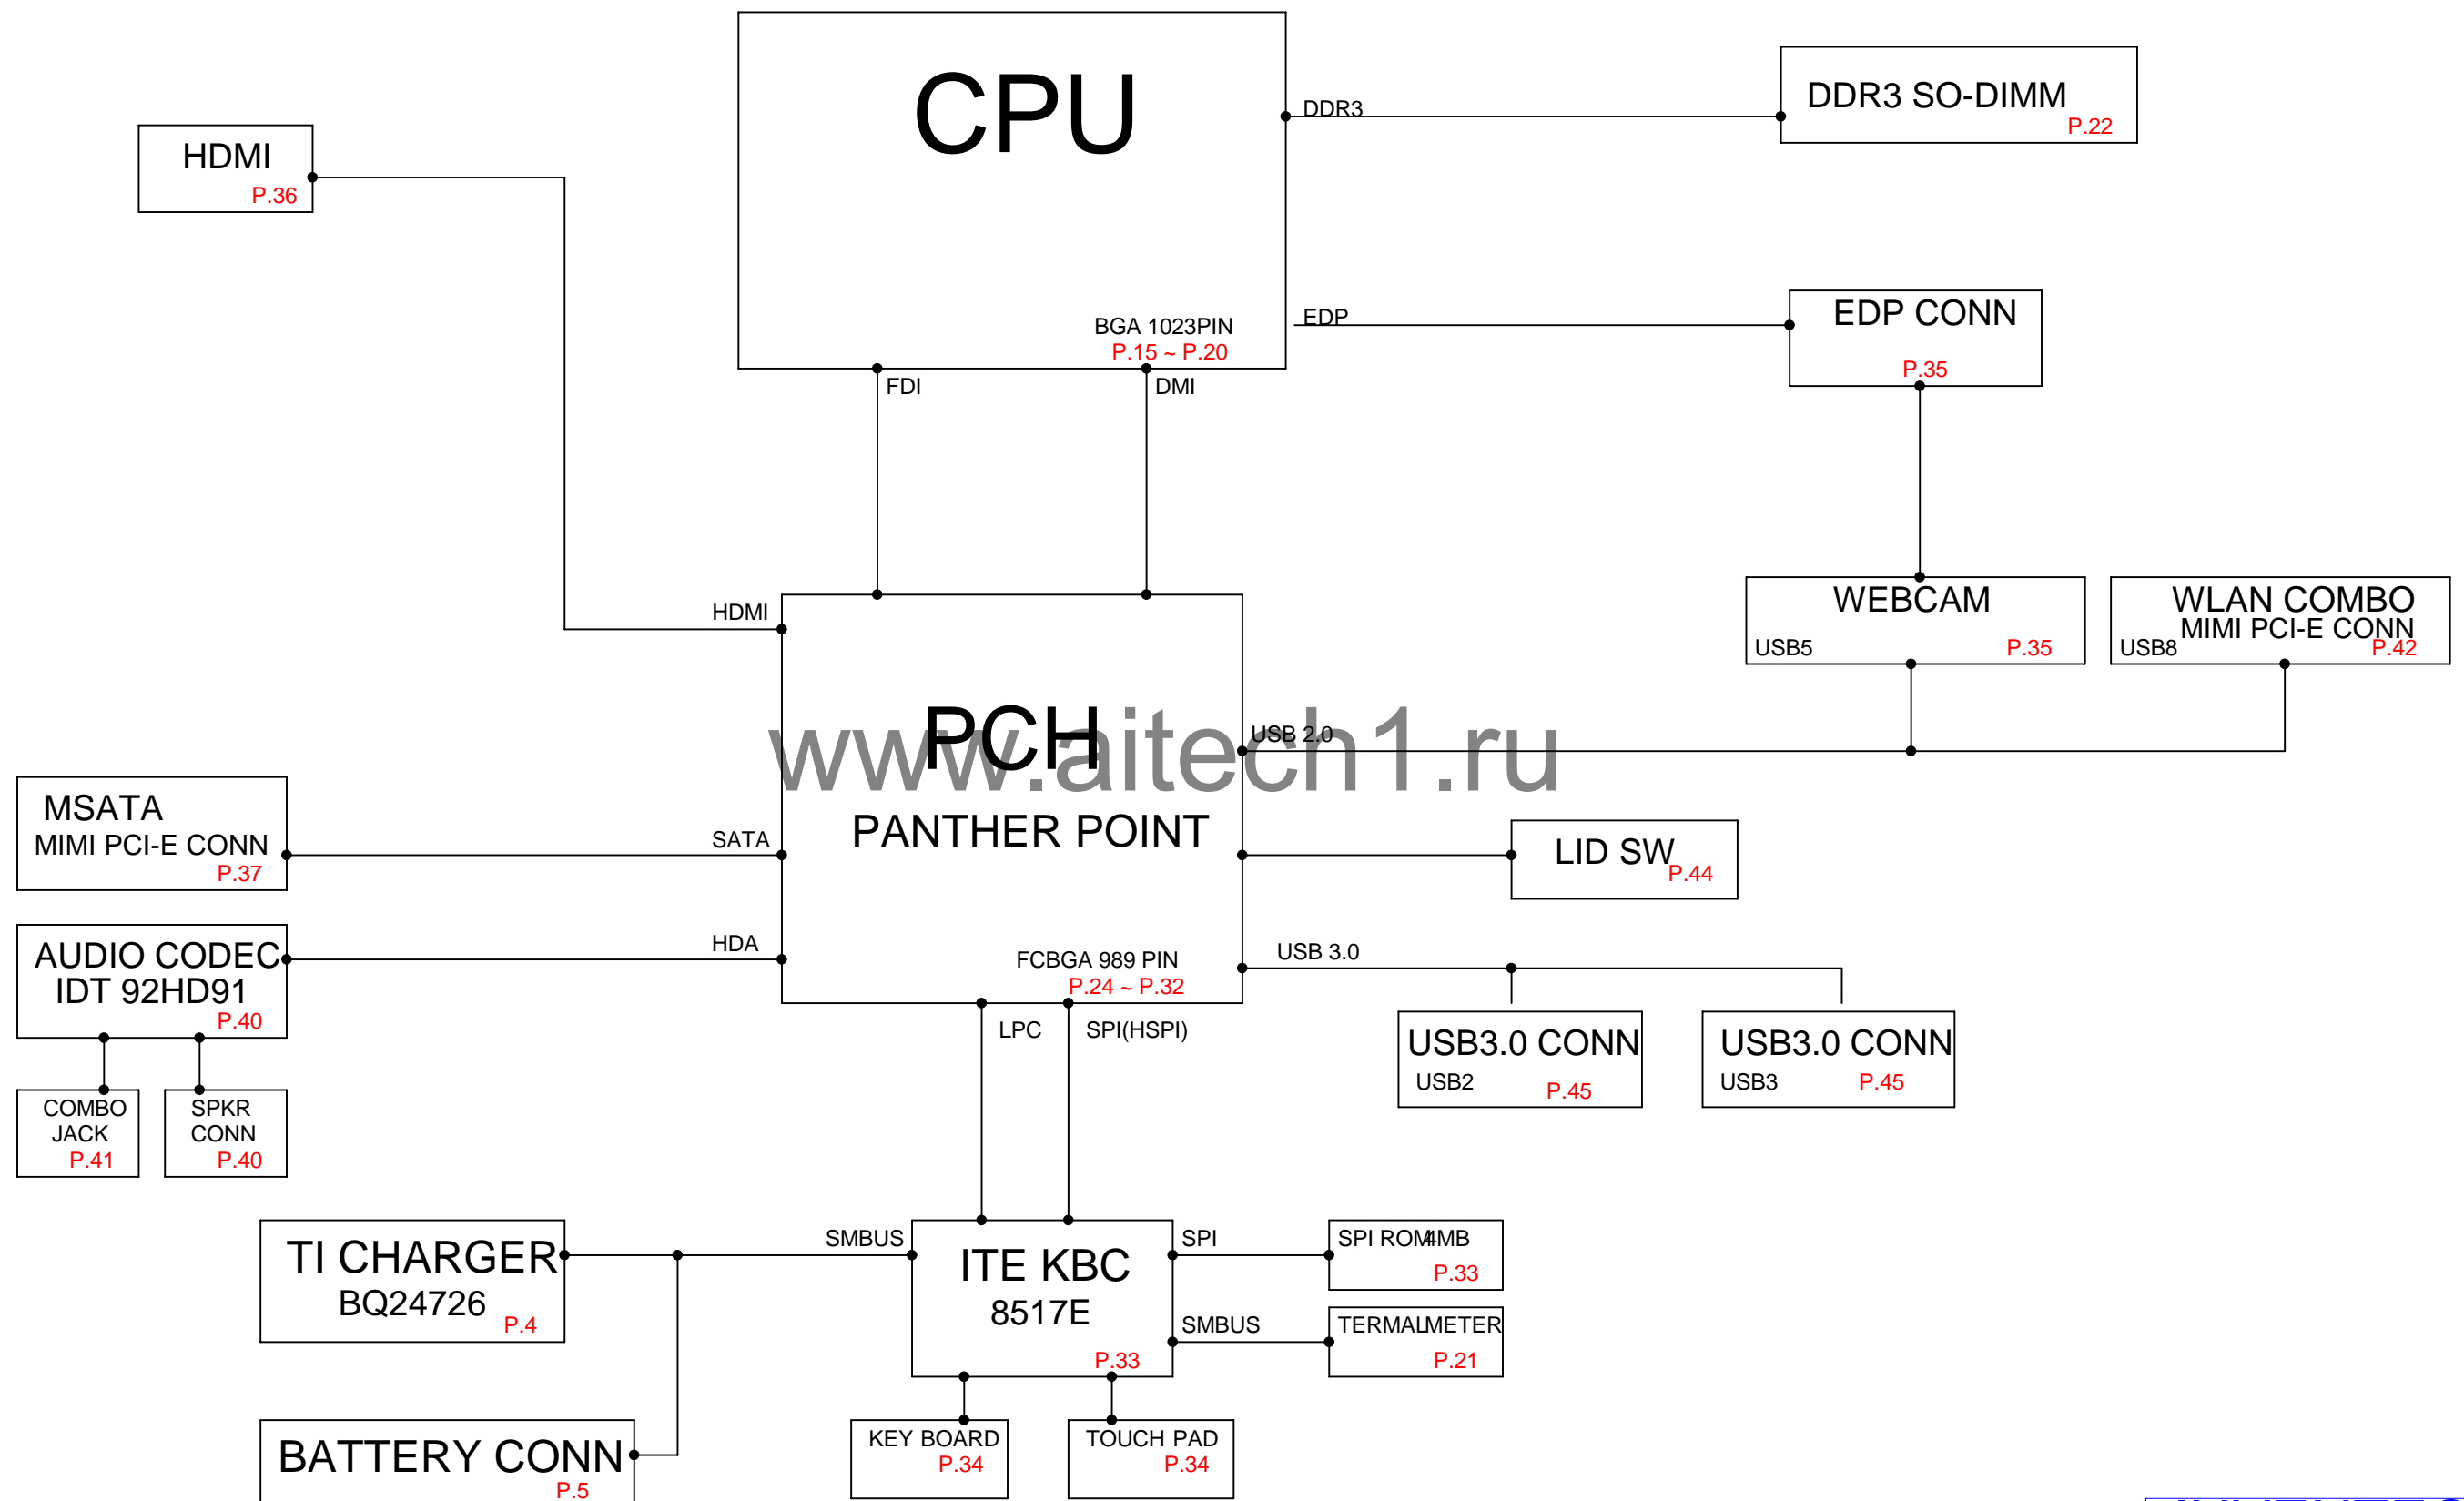 CPU
BGA 1023PIN
P.15 ~ P.20
DDR3
DDR3 SO-DIMM
P.22
HDMI
P.36
EDP
EDP CONN
P.35
FDI
DMI
HDMI
WEBCAM
USB5
P.35
WLAN COMBO
MIMI PCI-E CONN
USB8
P.42
PCH
www.aitech1.ru
PANTHER POINT
USB 2.0
MSATA
MIMI PCI-E CONN
P.37
SATA
LID SW
P.44
AUDIO CODEC
IDT 92HD91
P.40
HDA
FCBGA 989 PIN
P.24 ~ P.32
USB 3.0
LPC
SPI(HSPI)
USB3.0 CONN
USB2
P.45
USB3.0 CONN
USB3
P.45
COMBO
JACK
P.41
SPKR
CONN
P.40
TI CHARGER
BQ24726
P.4
SMBUS
ITE KBC
8517E
P.33
SPI
SPI ROM4MB
P.33
SMBUS
TERMALMETER
P.21
BATTERY CONN
P.5
KEY BOARD
P.34
TOUCH PAD
P.34